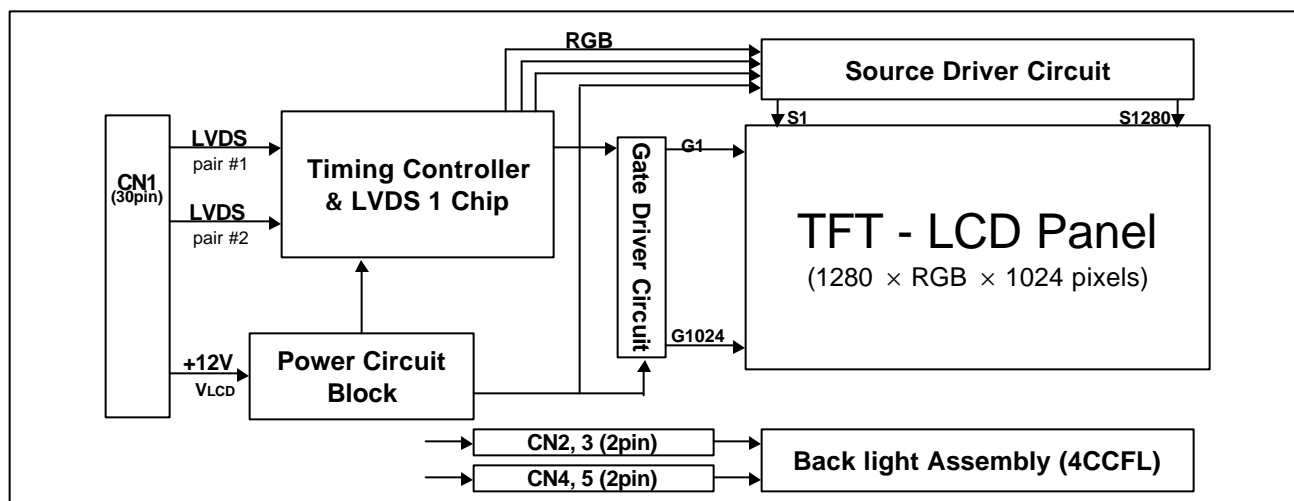 RGB
Source Driver Circuit
S1
S1280
CN1
(30pin)
LVDS
pair #1
LVDS
pair #2
Timing Controller
& LVDS 1 Chip
Gate Driver Circuit
G1
G1024
TFT - LCD Panel
(1280 × RGB × 1024 pixels)
+12V
VLCD
Power Circuit
Block
CN2, 3 (2pin)
CN4, 5 (2pin)
Back light Assembly (4CCFL)